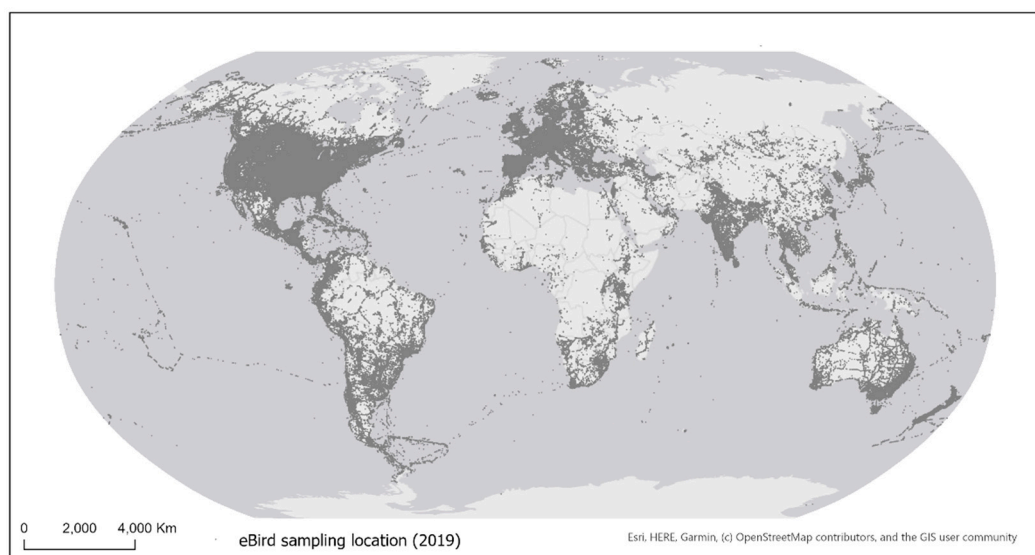 0 2,000 4,000 Km
eBird sampling location (2019)
Esri, HERE, Garmin, (c) OpenStreetMap contributors, and the GIS user community